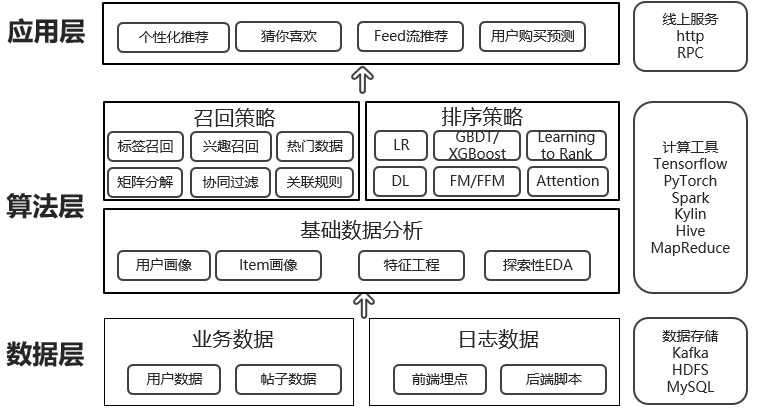 应用层
个性化推荐
猜你喜欢
Feed流推荐
用户购买预测
线上服务
http
RPC
算法层
召回策略
标签召回
兴趣召回
热门数据
矩阵分解
协同过滤
关联规则
排序策略
LR
GBDT/
XGBoost
Learning
to Rank
DL
FM/FFM
Attention
基础数据分析
用户画像
Item画像
特征工程
探索性EDA
计算工具
Tensorflow
PyTorch
Spark
Kylin
Hive
MapReduce
数据层
业务数据
用户数据
帖子数据
日志数据
前端埋点
后端脚本
数据存储
Kafka
HDFS
MySQL